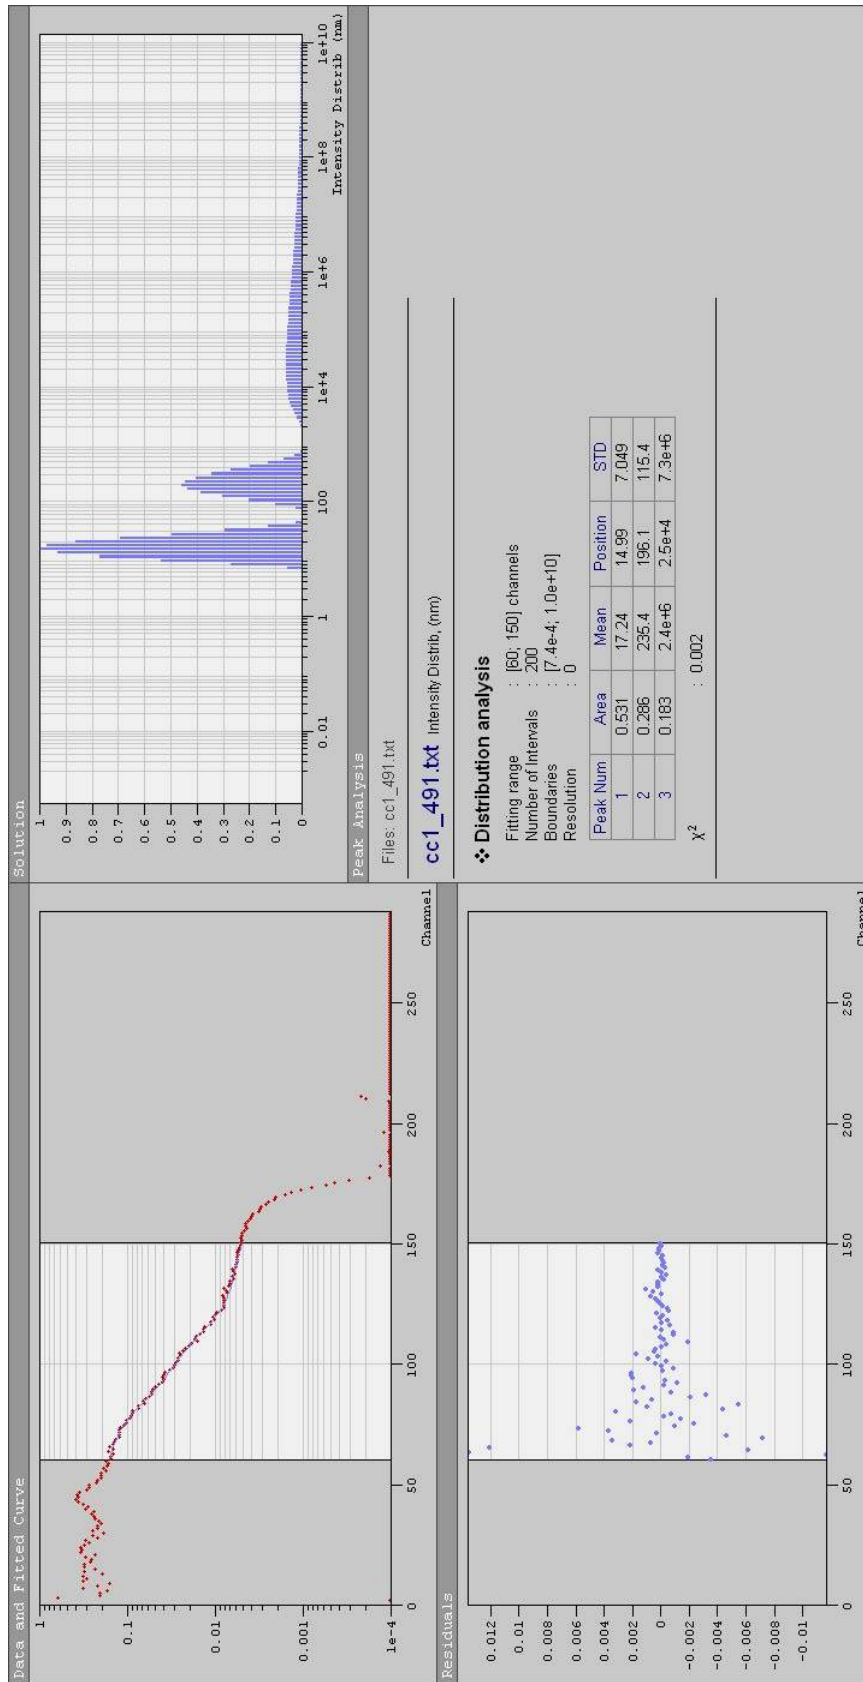 Data and Fitted Curve
1
0.1
0.01
0.001
1e-4
0
50
100
150
200
250
Channel
Residuals
0.012
0.010
0.008
0.006
0.004
0.002
0
-0.002
-0.004
-0.006
-0.008
-0.01
0
50
100
150
200
250
Channel
Solution
1
0.9
0.8
0.7
0.6
0.5
0.4
0.3
0.2
0.1
0
0.01
1
100
1e+4
1e+6
1e+8
1e+10
Intensity Distrib (nm)
Peak Analysis
Files: cc1_491.txt
cc1_491.txt Intensity Distrib, (nm)
❖ Distribution analysis
Fitting range : [60; 150] channels
Number of Intervals : 200
Boundaries : [7.4e-4; 1.0e+10]
Resolution : 0
Peak Num Area Mean Position STD
1 0.531 17.24 14.99 7.049
2 0.286 235.4 196.1 115.4
3 0.183 2.4e+6 2.5e+4 7.3e+6
χ² : 0.002